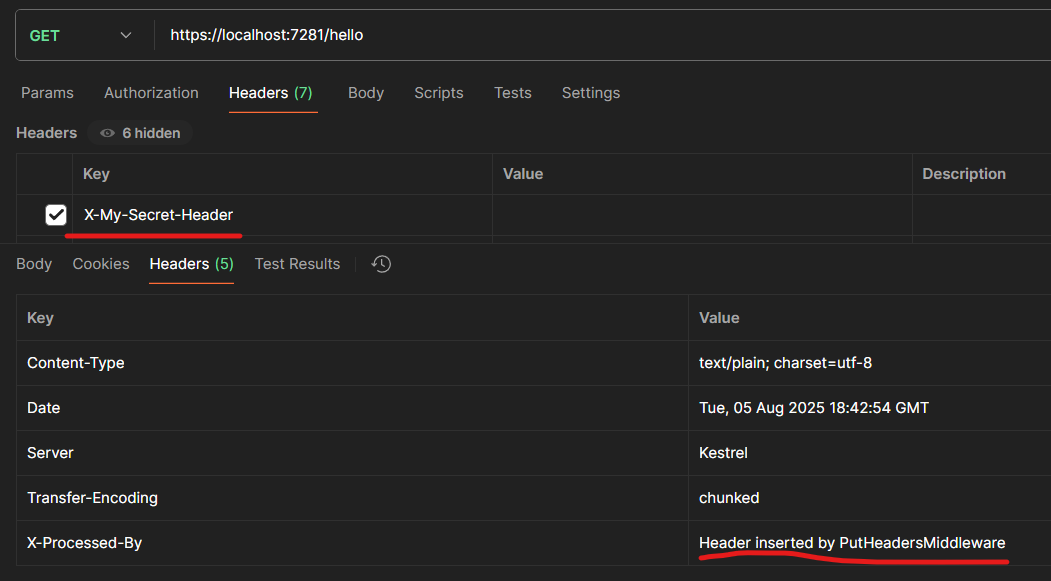 GET https://localhost:7281/hello
Params Authorization Headers (7) Body Scripts Tests Settings
Headers 6 hidden
Key Value Description
X-My-Secret-Header
Body Cookies Headers (5) Test Results
Key Value
Content-Type text/plain; charset=utf-8
Date Tue, 05 Aug 2025 18:42:54 GMT
Server Kestrel
Transfer-Encoding chunked
X-Processed-By Header inserted by PutHeadersMiddleware